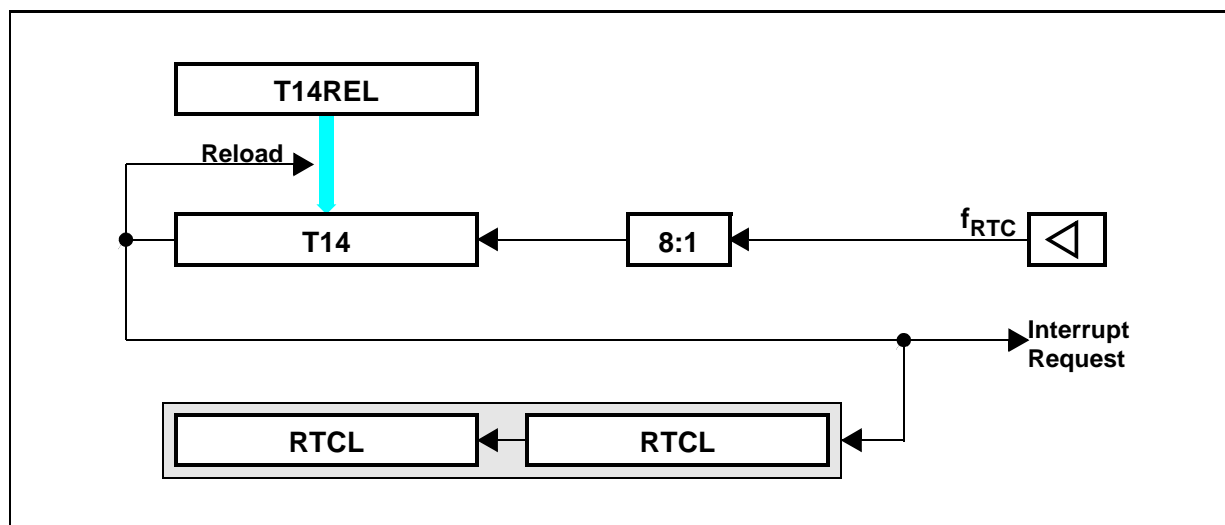 T14REL
Reload
T14
8:1
fRTC
Interrupt
Request
RTCL
RTCL